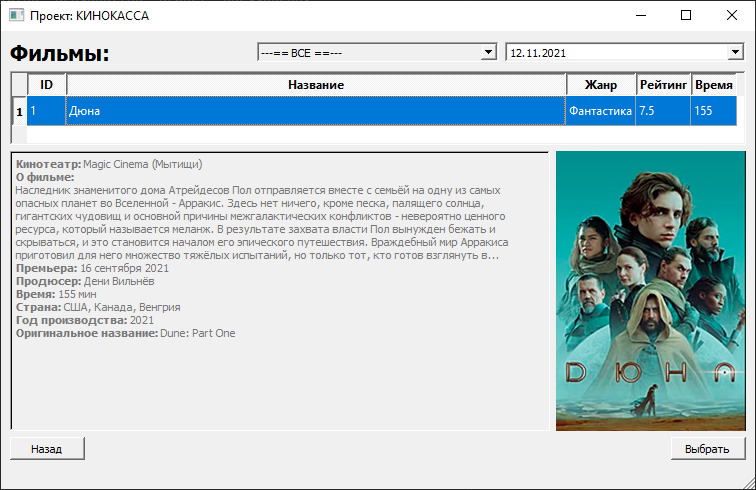 Проект: КИНОКАССА
Фильмы:
---== ВСЕ ==---
12.11.2021
ID Название Жанр Рейтинг Время
1 1 Дюна Фантастика 7.5 155
Кинотеатр: Magic Cinema (Мытищи)
О фильме:
Наследник знаменитого дома Атрейдесов Пол отправляется вместе с семьёй на одну из самых
опасных планет во Вселенной - Арракис. Здесь нет ничего, кроме песка, палящего солнца,
гигантских чудовищ и основной причины межгалактических конфликтов - невероятно ценного
ресурса, который называется меланж. В результате захвата власти Пол вынужден бежать и
скрываться, и это становится началом его эпического путешествия. Враждебный мир Арракиса
приготовил для него множество тяжёлых испытаний, но только тот, кто готов взглянуть в...
Премьера: 16 сентября 2021
Продюсер: Дени Вильнёв
Время: 155 мин
Страна: США, Канада, Венгрия
Год производства: 2021
Оригинальное название: Dune: Part One
ДЮНА
Назад
Выбрать